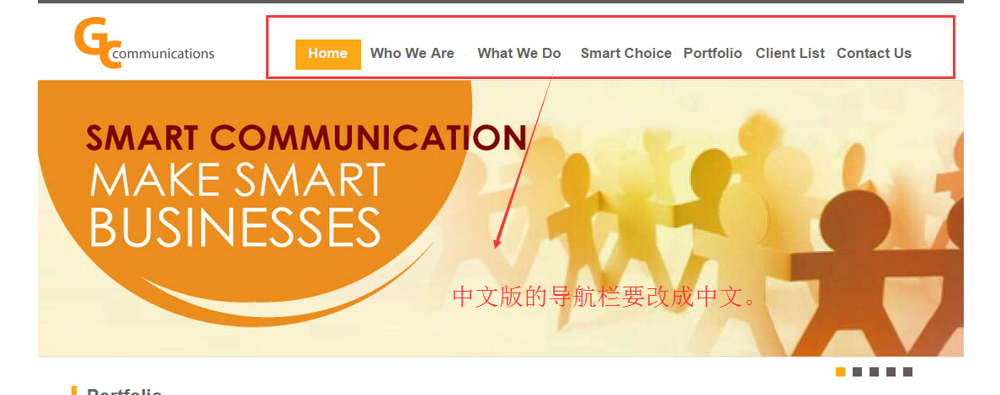 GC communications
Home Who We Are What We Do Smart Choice Portfolio Client List Contact Us
SMART COMMUNICATION
MAKE SMART
BUSINESSES
中文版的导航栏要改成中文。
Portfolio